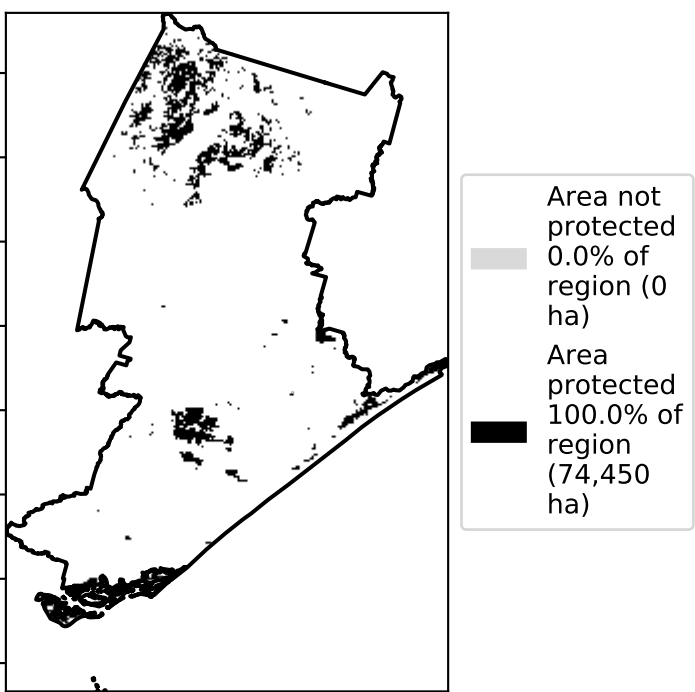 Area not
protected
0.0% of
region (0
ha)
Area
protected
100.0% of
region
(74,450
ha)